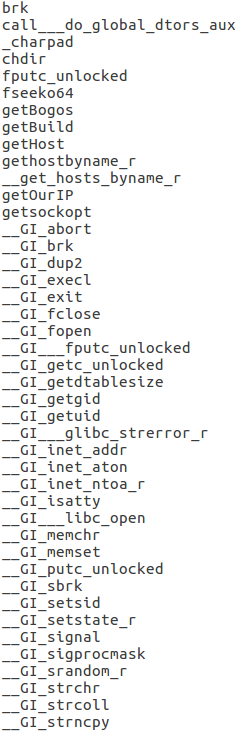 brk
call___do_global_dtors_aux
_charpad
chdir
fputc_unlocked
fseeko64
getBogos
getBuild
getHost
gethostbyname_r
__get_hosts_byname_r
getOurIP
getsockopt
__GI_abort
__GI_brk
__GI_dup2
__GI_execl
__GI_exit
__GI_fclose
__GI_fopen
__GI___fputc_unlocked
__GI_getc_unlocked
__GI_getdtablesize
__GI_getgid
__GI_getuid
__GI___glibc_strerror_r
__GI_inet_addr
__GI_inet_aton
__GI_inet_ntoa_r
__GI_isatty
__GI___libc_open
__GI_memchr
__GI_memset
__GI_putc_unlocked
__GI_sbrk
__GI_setsid
__GI_setstate_r
__GI_signal
__GI_sigprocmask
__GI_srandom_r
__GI_strchr
__GI_strcoll
__GI_strncpy